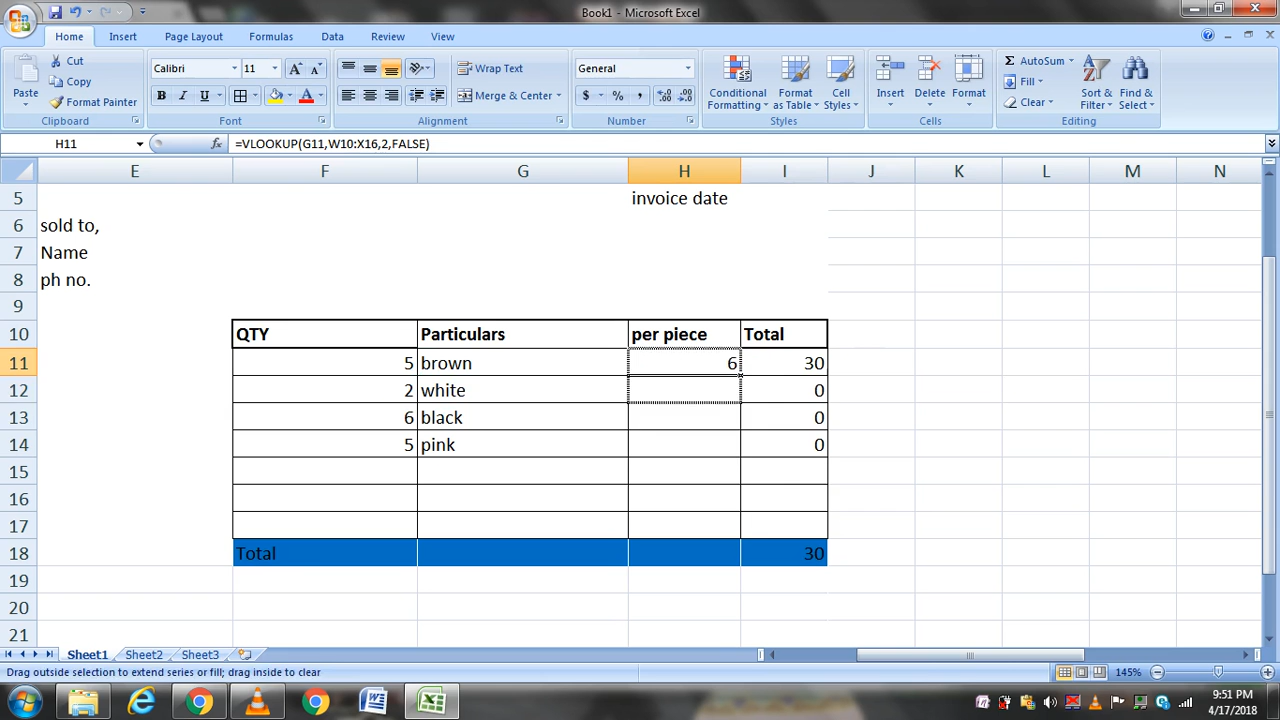 Book1 - Microsoft Excel
Home Insert Page Layout Formulas Data Review View
Paste Cut Copy Format Painter
Calibri 11 A A B I U A
Wrap Text Merge & Center
General $ % , .0 .00 .00 .0
Conditional Formatting Format as Table Cell Styles
Insert Delete Format
Σ AutoSum Fill Clear Sort & Filter Find & Select
Clipboard Font Alignment Number Styles Cells Editing
H11 fx =VLOOKUP(G11,W10:X16,2,FALSE)
E F G H I J K L M N
5 invoice date
6 sold to,
7 Name
8 ph no.
9
10 QTY Particulars per piece Total
11 5 brown 6 30
12 2 white 0
13 6 black 0
14 5 pink 0
15
16
17
18 Total 30
19
20
21
Sheet1 Sheet2 Sheet3
Drag outside selection to extend series or fill; drag inside to clear 145%
9:51 PM
4/17/2018